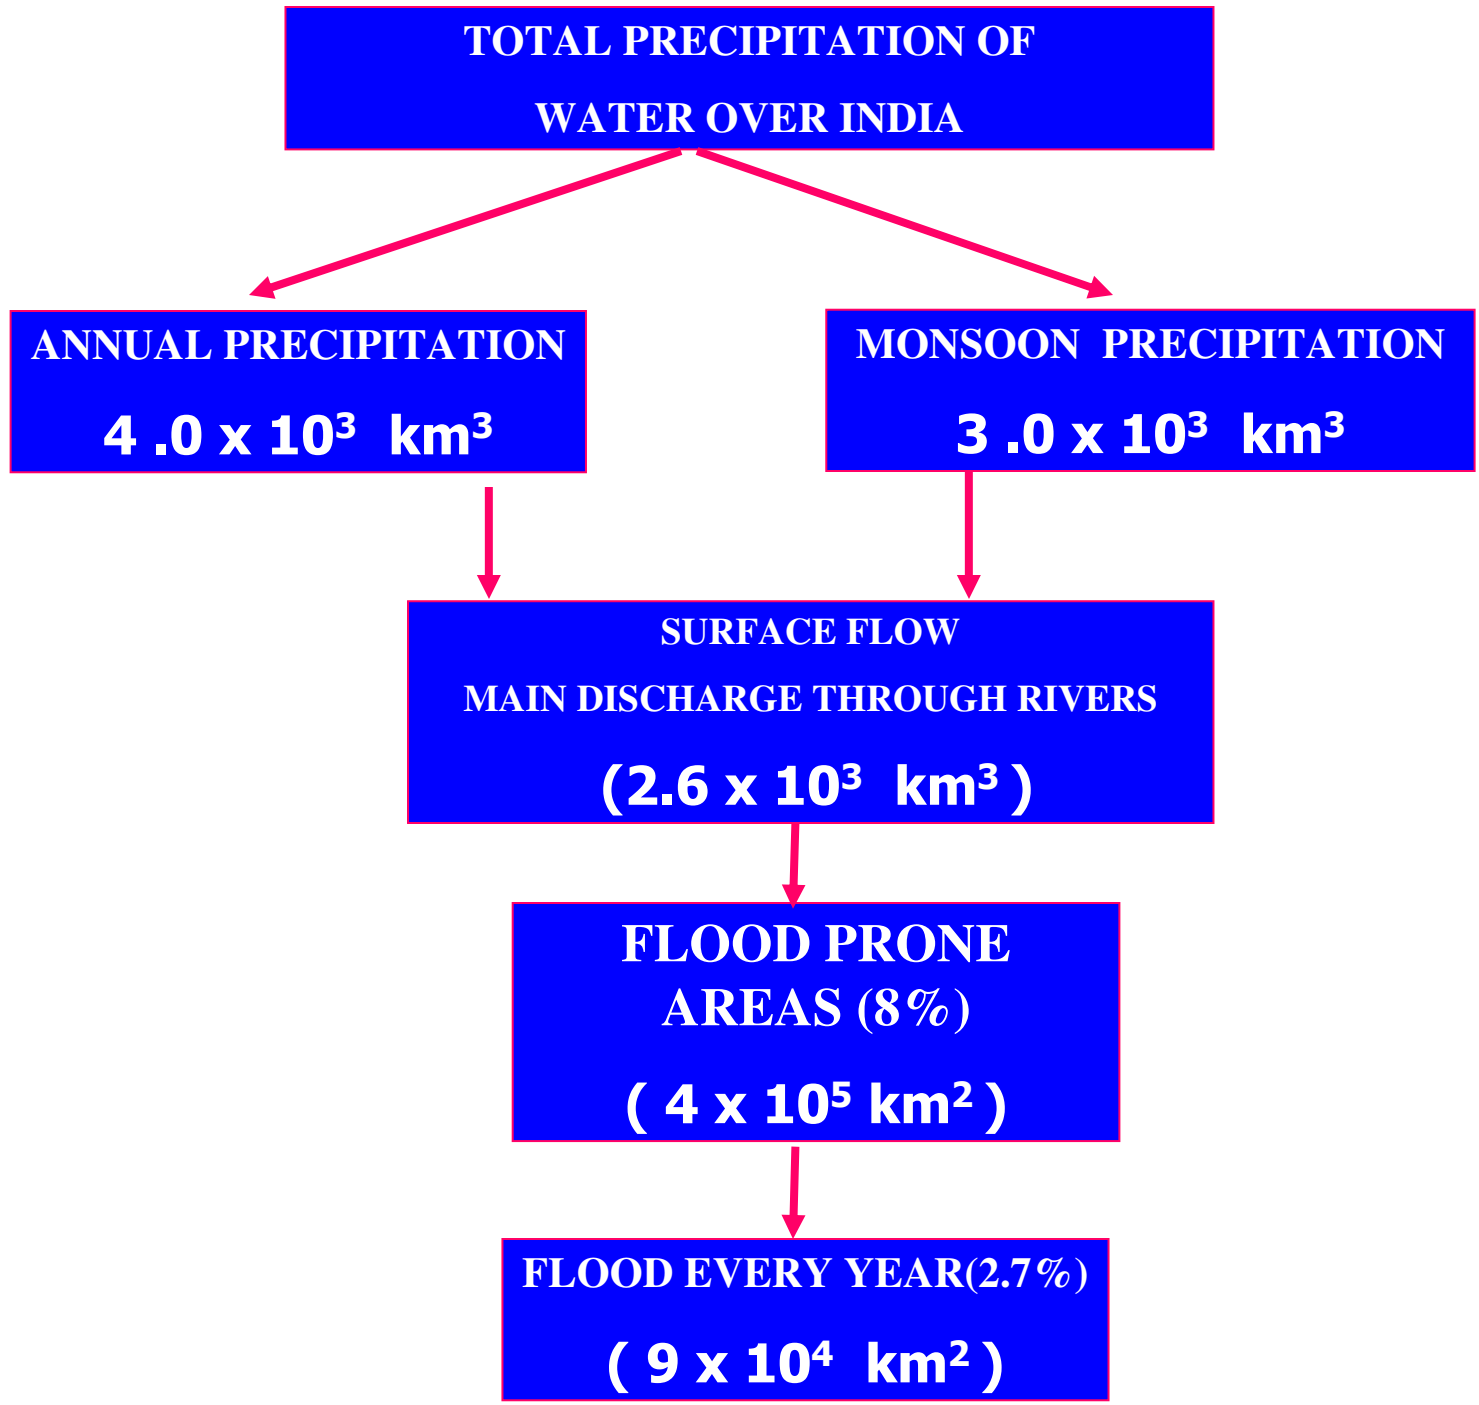 TOTAL PRECIPITATION OF
WATER OVER INDIA
ANNUAL PRECIPITATION
4 .0 x 10³ km³
MONSOON PRECIPITATION
3 .0 x 10³ km³
SURFACE FLOW
MAIN DISCHARGE THROUGH RIVERS
(2.6 x 10³ km³ )
FLOOD PRONE
AREAS (8%)
( 4 x 10⁵ km² )
FLOOD EVERY YEAR(2.7%)
( 9 x 10⁴ km² )